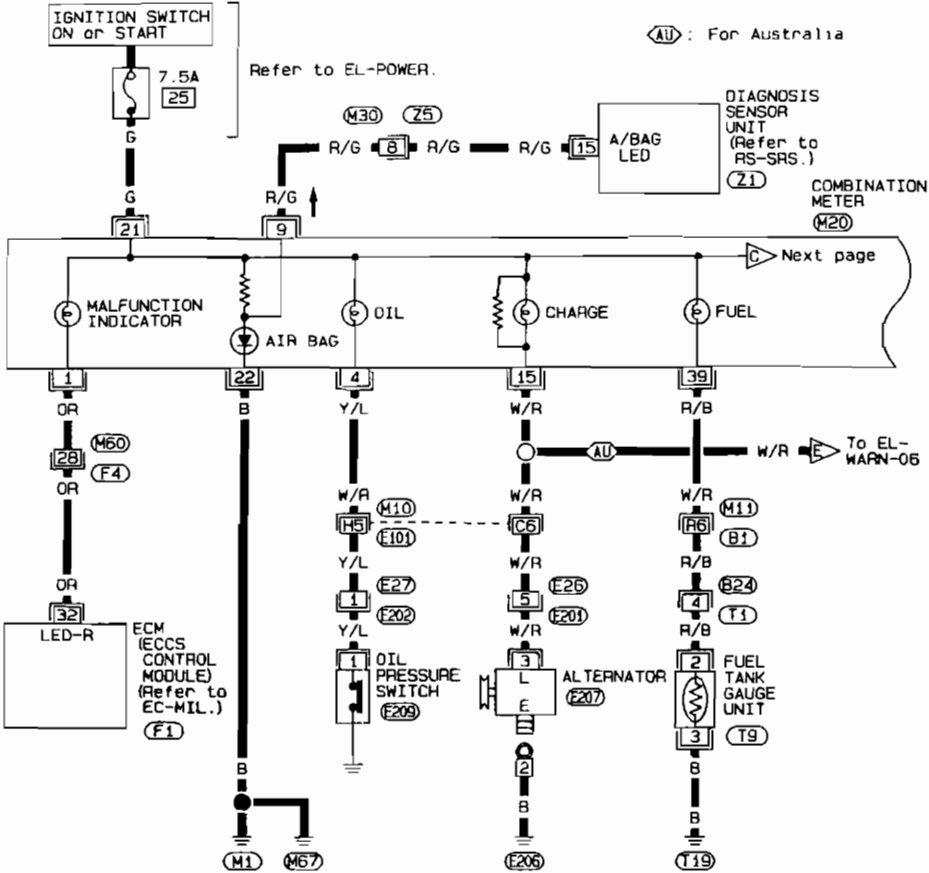 IGNITION SWITCH
ON or START
AU : For Australia
7.5A
25
Refer to EL-POWER.
G
M30
Z5
R/G
8
R/G
R/G
15
A/BAG
LED
DIAGNOSIS
SENSOR
UNIT
(Refer to
RS-SRS.)
Z1
G
R/G
COMBINATION
METER
M20
21
9
C
Next page
MALFUNCTION
INDICATOR
AIR BAG
OIL
CHARGE
FUEL
1
22
4
15
39
OR
B
Y/L
W/R
R/B
M60
28
F4
AU
W/R
E
To EL-
WARN-06
OR
W/R
W/R
W/R
M10
H5
E101
C6
M11
R6
B1
Y/L
W/R
R/B
OR
E27
1
E202
E26
5
E201
B24
4
T1
32
Y/L
W/R
R/B
LED-R
ECM
(ECCS
CONTROL
MODULE)
(Refer to
EC-MIL.)
F1
1
OIL
PRESSURE
SWITCH
E209
3
L
E
ALTERNATOR
E207
2
FUEL
TANK
GAUGE
UNIT
3
T9
B
2
B
B
B
M1
M67
E206
T19